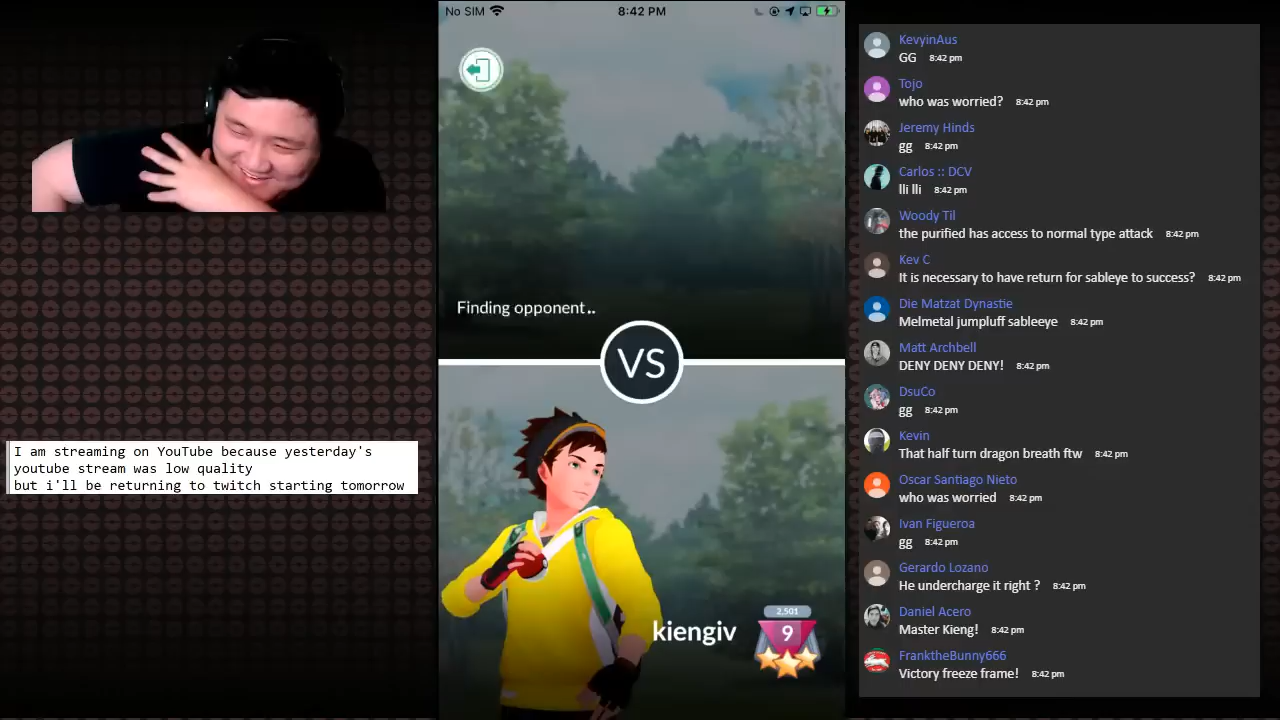 No SIM
8:42 PM
Finding opponent..
VS
2,501
9
kiengiv
I am streaming on YouTube because yesterday's
youtube stream was low quality
but i'll be returning to twitch starting tomorrow
KevyinAus
GG 8:42 pm
Tojo
who was worried? 8:42 pm
Jeremy Hinds
gg 8:42 pm
Carlos :: DCV
lli lli 8:42 pm
Woody Til
the purified has access to normal type attack 8:42 pm
Kev C
It is necessary to have return for sableye to success? 8:42 pm
Die Matzat Dynastie
Melmetal jumpluff sableeye 8:42 pm
Matt Archbell
DENY DENY DENY! 8:42 pm
DsuCo
gg 8:42 pm
Kevin
That half turn dragon breath ftw 8:42 pm
Oscar Santiago Nieto
who was worried 8:42 pm
Ivan Figueroa
gg 8:42 pm
Gerardo Lozano
He undercharge it right ? 8:42 pm
Daniel Acero
Master Kieng! 8:42 pm
FranktheBunny666
Victory freeze frame! 8:42 pm